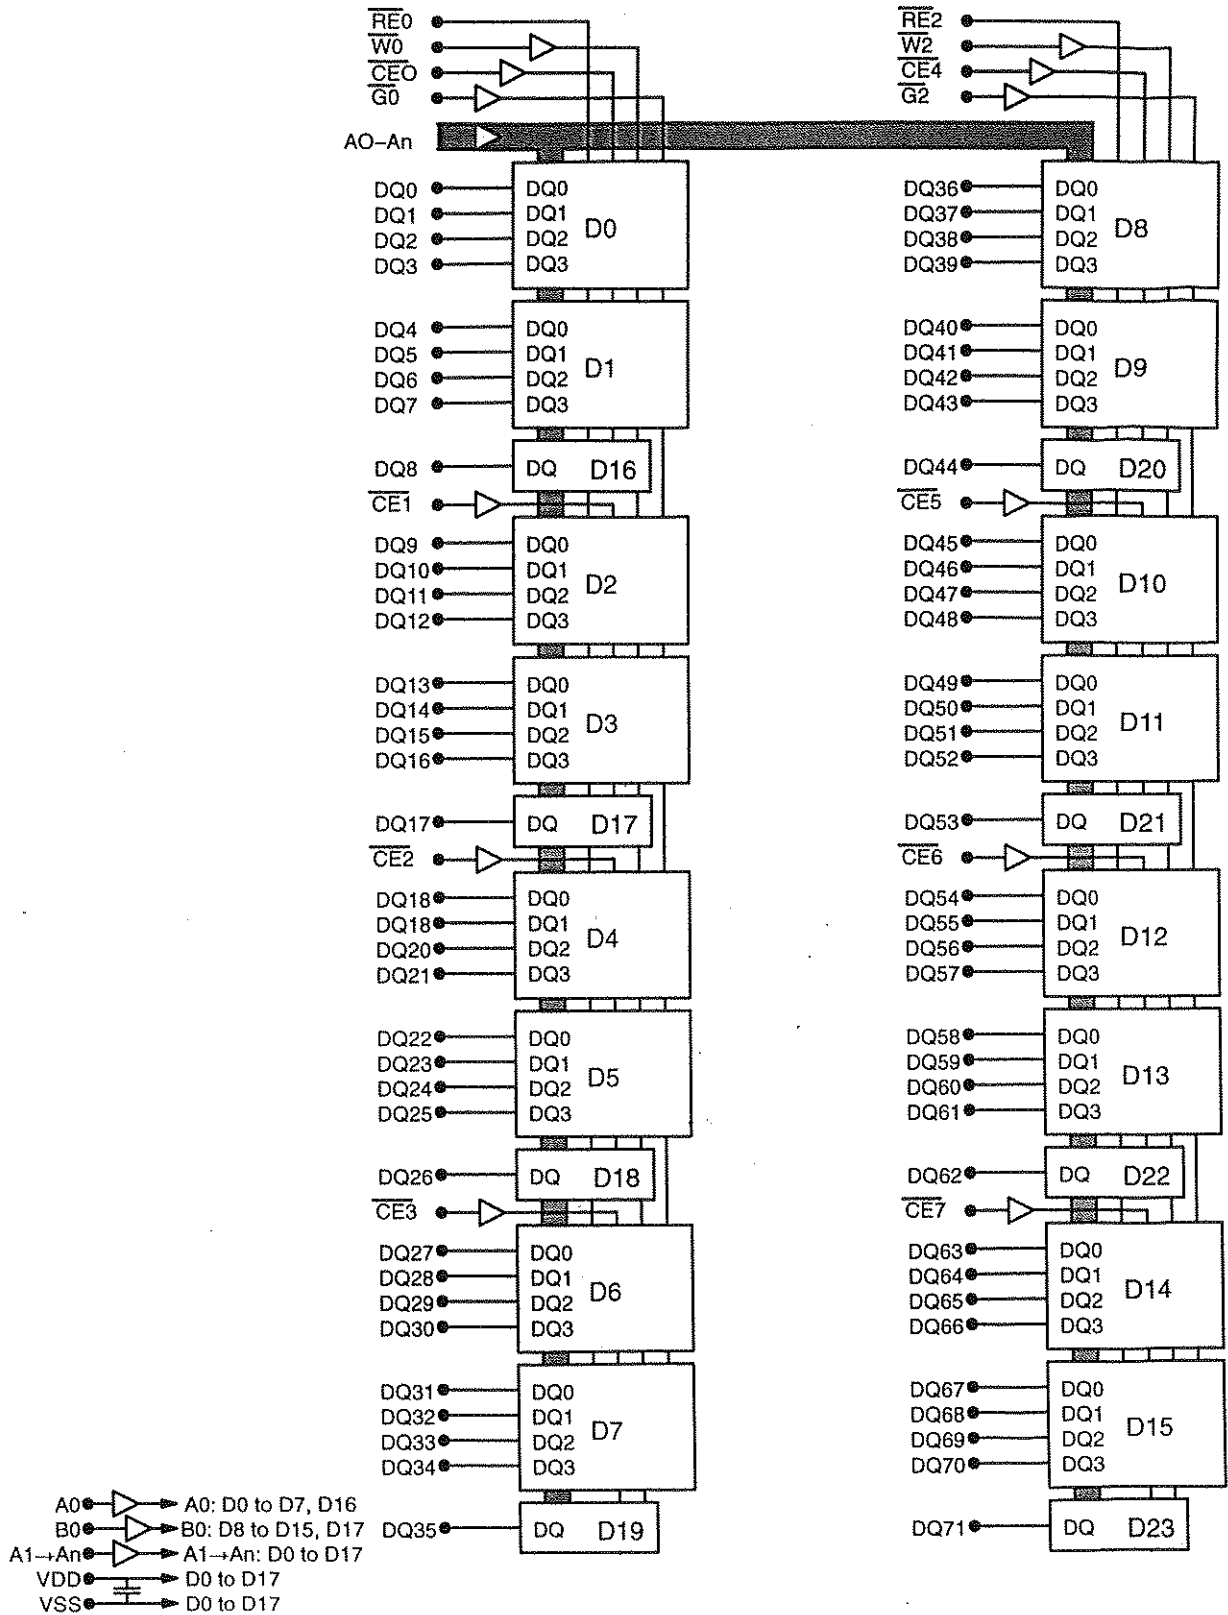 RE0
W0
CEO
G0
AO–An
DQ0 DQ0
DQ1 DQ1
DQ2 DQ2
DQ3 DQ3
D0
DQ4 DQ0
DQ5 DQ1
DQ6 DQ2
DQ7 DQ3
D1
DQ8 DQ D16
CE1
DQ9 DQ0
DQ10 DQ1
DQ11 DQ2
DQ12 DQ3
D2
DQ13 DQ0
DQ14 DQ1
DQ15 DQ2
DQ16 DQ3
D3
DQ17 DQ D17
CE2
DQ18 DQ0
DQ18 DQ1
DQ20 DQ2
DQ21 DQ3
D4
DQ22 DQ0
DQ23 DQ1
DQ24 DQ2
DQ25 DQ3
D5
DQ26 DQ D18
CE3
DQ27 DQ0
DQ28 DQ1
DQ29 DQ2
DQ30 DQ3
D6
DQ31 DQ0
DQ32 DQ1
DQ33 DQ2
DQ34 DQ3
D7
DQ35 DQ D19
RE2
W2
CE4
G2
DQ36 DQ0
DQ37 DQ1
DQ38 DQ2
DQ39 DQ3
D8
DQ40 DQ0
DQ41 DQ1
DQ42 DQ2
DQ43 DQ3
D9
DQ44 DQ D20
CE5
DQ45 DQ0
DQ46 DQ1
DQ47 DQ2
DQ48 DQ3
D10
DQ49 DQ0
DQ50 DQ1
DQ51 DQ2
DQ52 DQ3
D11
DQ53 DQ D21
CE6
DQ54 DQ0
DQ55 DQ1
DQ56 DQ2
DQ57 DQ3
D12
DQ58 DQ0
DQ59 DQ1
DQ60 DQ2
DQ61 DQ3
D13
DQ62 DQ D22
CE7
DQ63 DQ0
DQ64 DQ1
DQ65 DQ2
DQ66 DQ3
D14
DQ67 DQ0
DQ68 DQ1
DQ69 DQ2
DQ70 DQ3
D15
DQ71 DQ D23
A0 A0: D0 to D7, D16
B0 B0: D8 to D15, D17
A1→An A1→An: D0 to D17
VDD D0 to D17
VSS D0 to D17